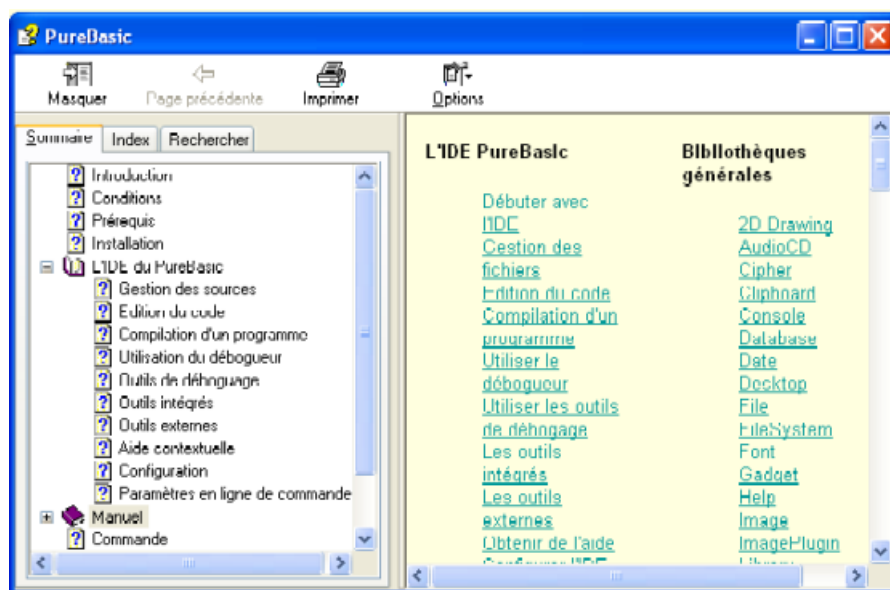 PureBasic
Masquer
Page précédente
Imprimer
Options
Sommaire
Index
Rechercher
Introduction
Conditions
Prérequis
Installation
L'IDE du PureBasic
Gestion des sources
Edition du code
Compilation d'un programme
Utilisation du débogueur
Outils de déboguage
Outils intégrés
Outils externes
Aide contextuelle
Configuration
Paramètres en ligne de commande
Manuel
Commande
L'IDE PureBasic
Débuter avec
l'IDE
Gestion des
fichiers
Edition du code
Compilation d'un
programme
Utiliser le
débogueur
Utiliser les outils
de débogage
Les outils
intégrés
Les outils
externes
Obtenir de l'aide
Configurer l'IDE
Bibliothèques
générales
2D Drawing
AudioCD
Cipher
Clipboard
Console
Database
Date
Desktop
File
FileSystem
Font
Gadget
Help
Image
ImagePlugin
Library